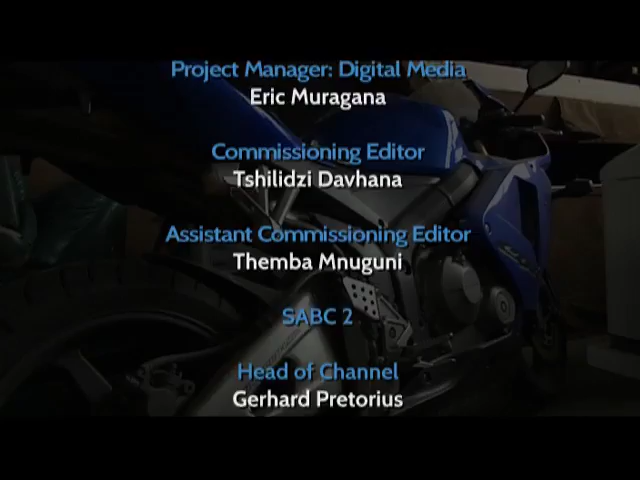 Project Manager: Digital Media
Eric Muragana
Commissioning Editor
Tshilidzi Davhana
Assistant Commissioning Editor
Themba Mnuguni
SABC 2
Head of Channel
Gerhard Pretorius